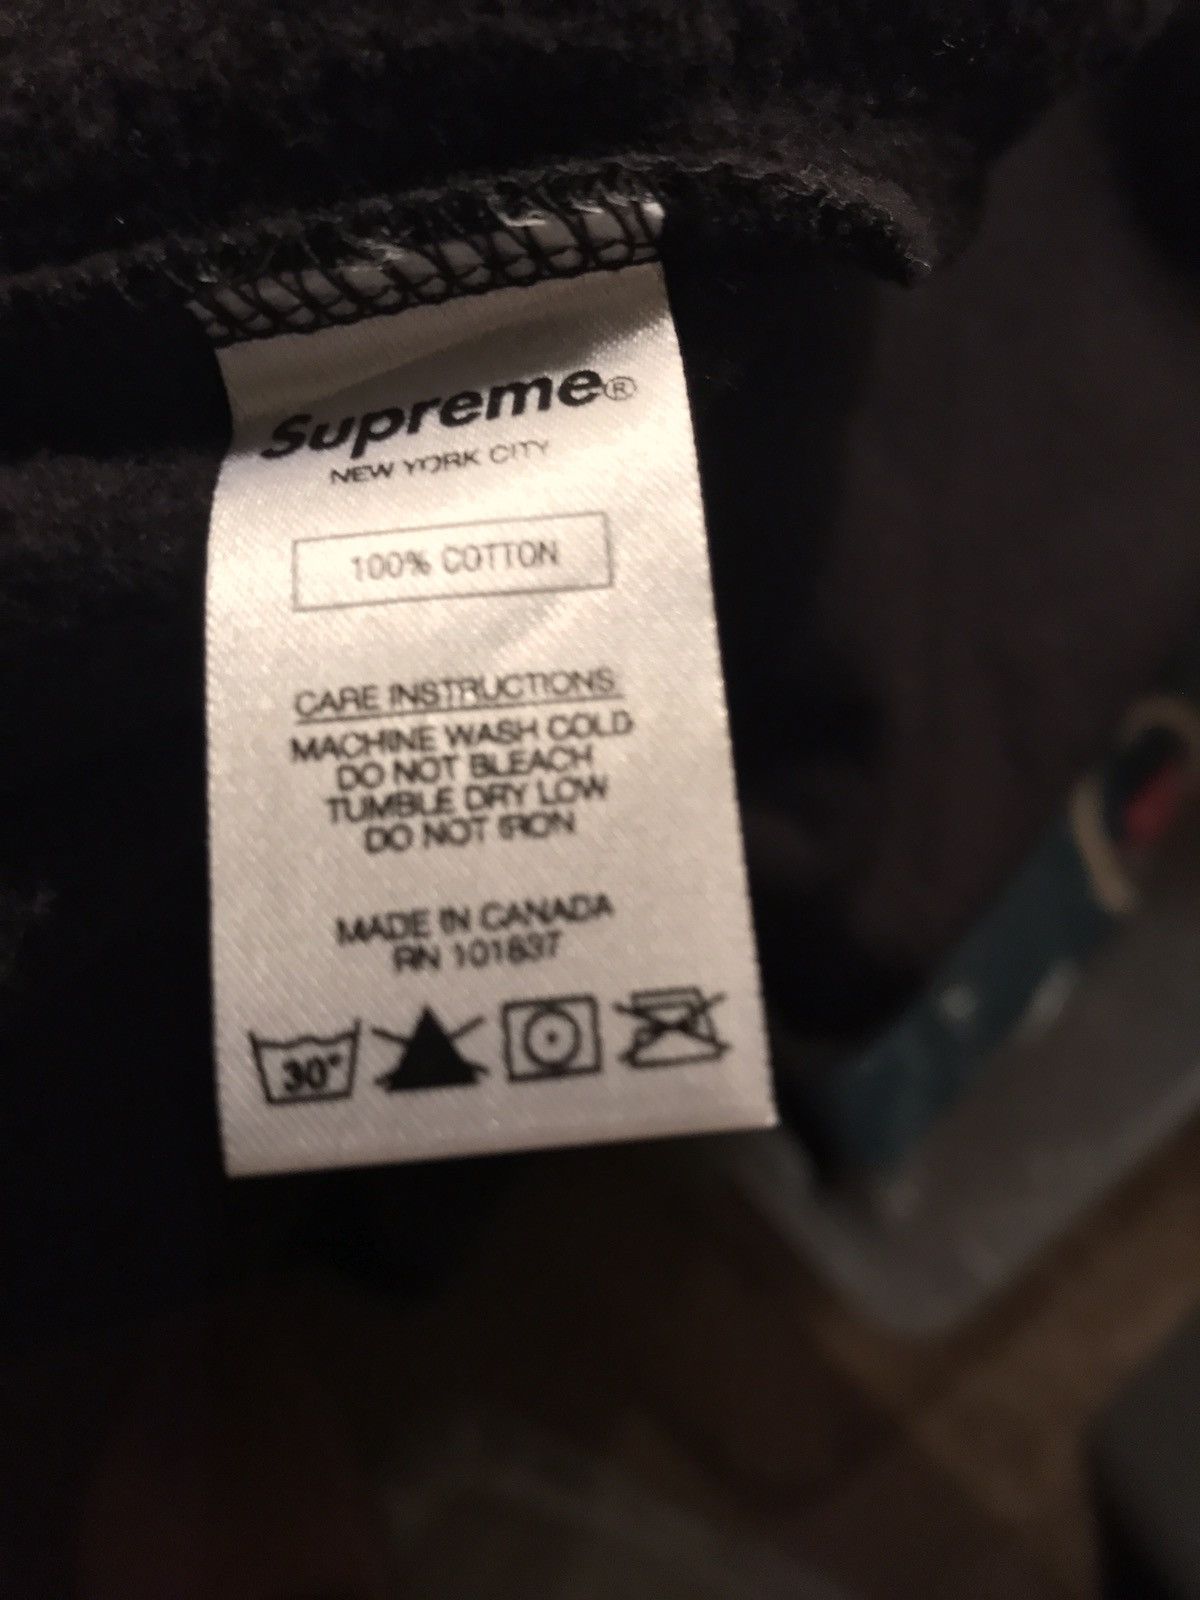 Supreme®
NEW YORK CITY
100% COTTON
CARE INSTRUCTIONS
MACHINE WASH COLD
DO NOT BLEACH
TUMBLE DRY LOW
DO NOT IRON
MADE IN CANADA
RN 101837
30°